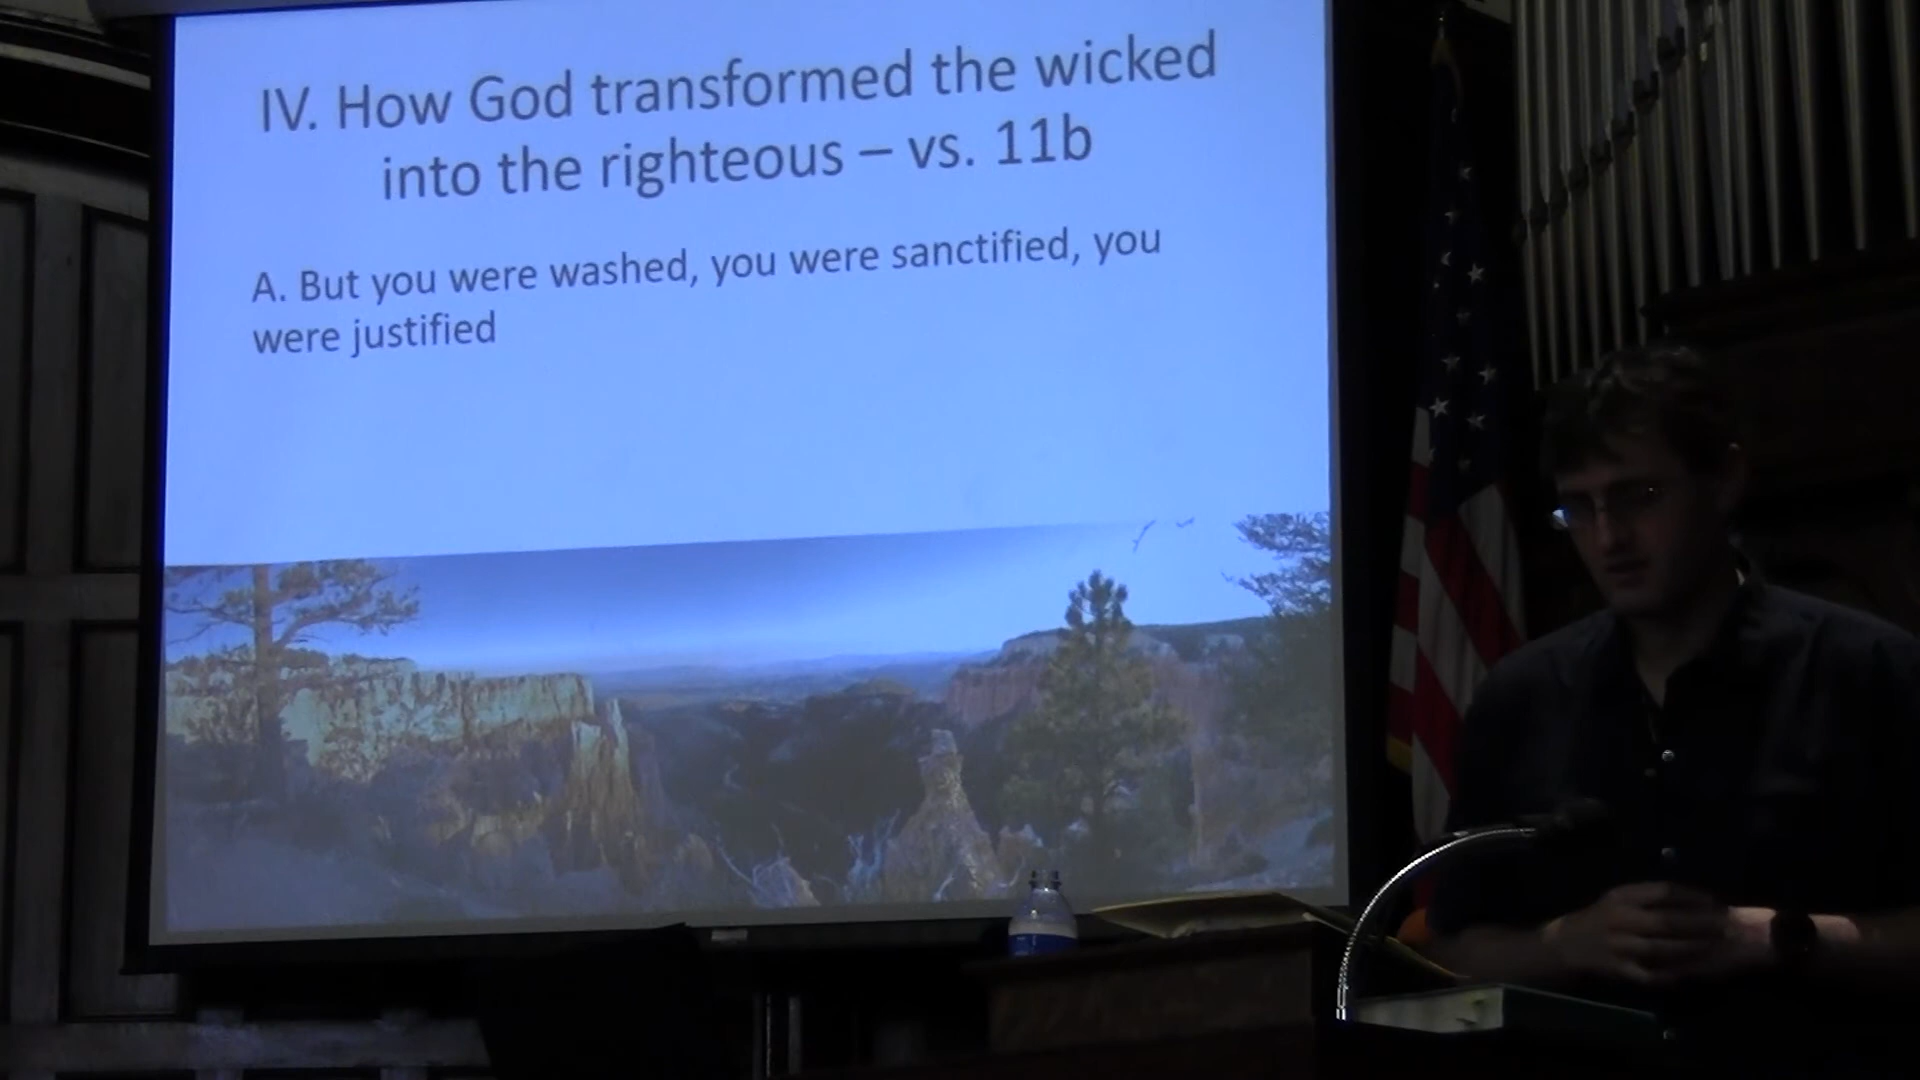 IV. How God transformed the wicked
into the righteous – vs. 11b
A. But you were washed, you were sanctified, you
were justified